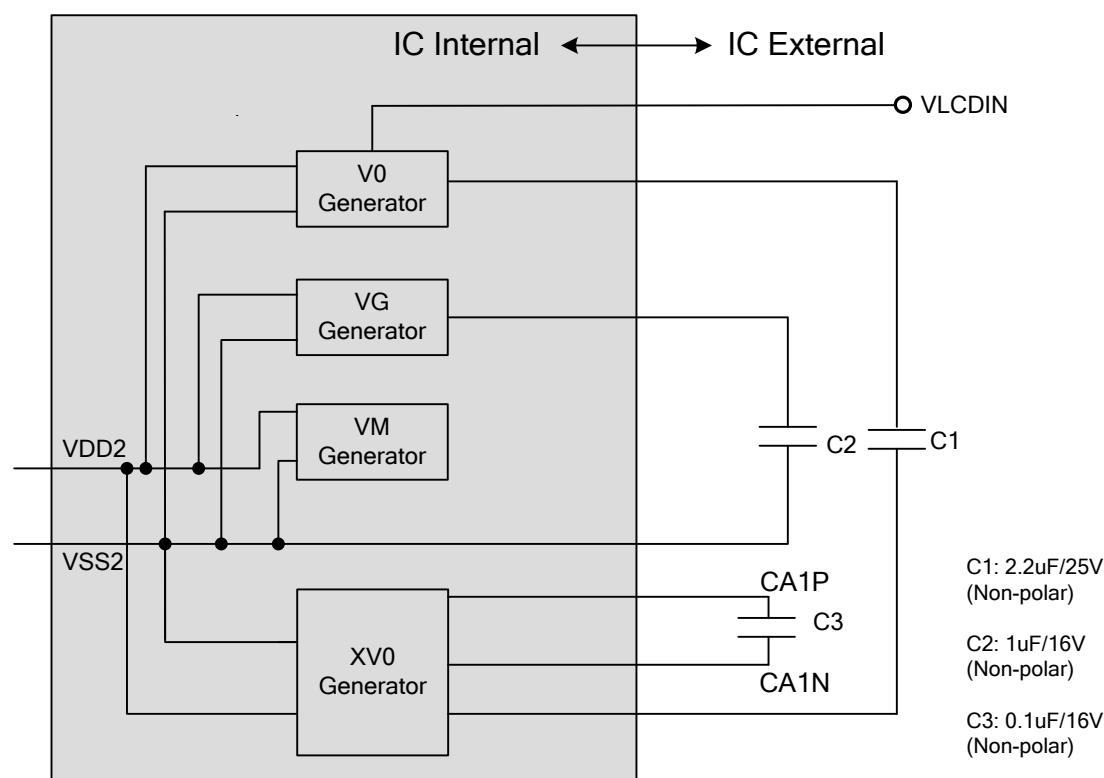 IC Internal
IC External
VLCDIN
V0
Generator
VG
Generator
VM
Generator
VDD2
C2
C1
VSS2
CA1P
C3
XV0
Generator
CA1N
C1: 2.2uF/25V
(Non-polar)
C2: 1uF/16V
(Non-polar)
C3: 0.1uF/16V
(Non-polar)